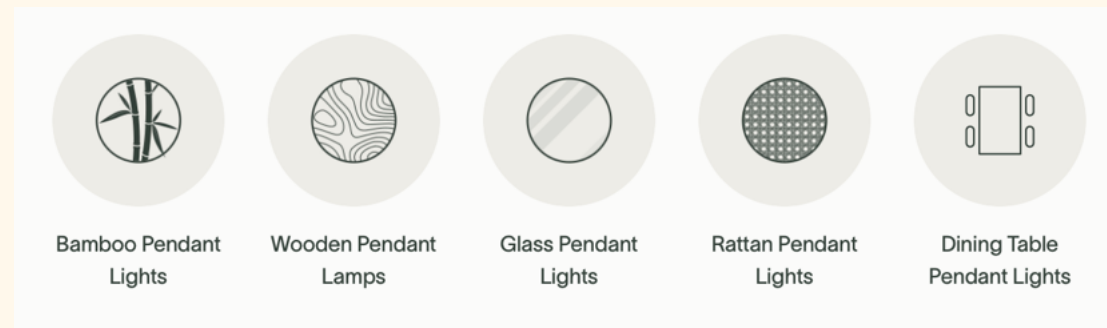 Bamboo Pendant
Lights
Wooden Pendant
Lamps
Glass Pendant
Lights
Rattan Pendant
Lights
Dining Table
Pendant Lights